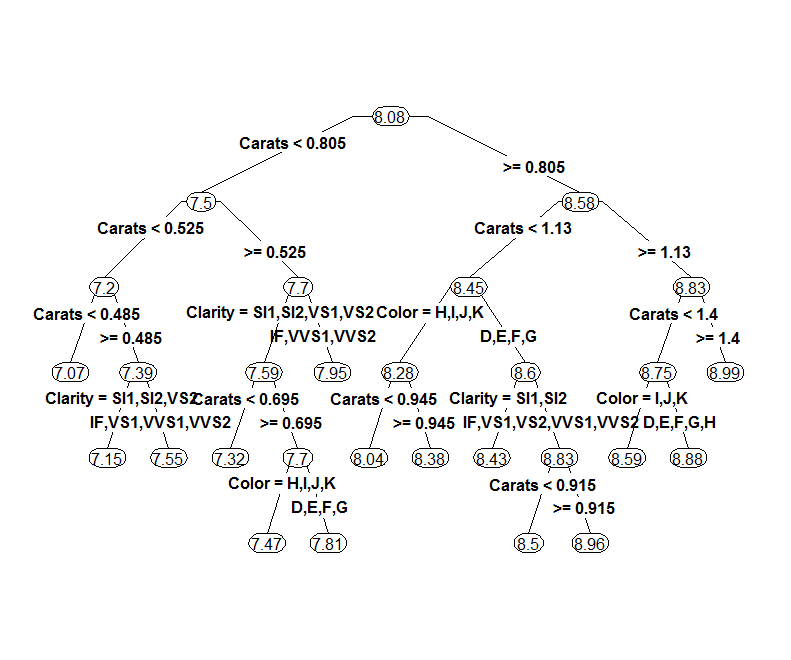 8.08
Carats < 0.805
>= 0.805
7.5
8.58
Carats < 0.525
>= 0.525
Carats < 1.13
>= 1.13
7.2
7.7
8.45
8.83
Carats < 0.485
>= 0.485
Clarity = SI1,SI2,VS1,VS2
IF,VVS1,VVS2
Color = H,I,J,K
D,E,F,G
Carats < 1.4
>= 1.4
7.07
7.39
7.59
7.95
8.28
8.6
8.75
8.99
Clarity = SI1,SI2,VS2
IF,VS1,VVS1,VVS2
Carats < 0.695
>= 0.695
Carats < 0.945
>= 0.945
Clarity = SI1,SI2
IF,VS1,VS2,VVS1,VVS2
Color = I,J,K
D,E,F,G,H
7.15
7.55
7.32
7.7
8.04
8.38
8.43
8.83
8.59
8.88
Color = H,I,J,K
D,E,F,G
Carats < 0.915
>= 0.915
7.47
7.81
8.5
8.96